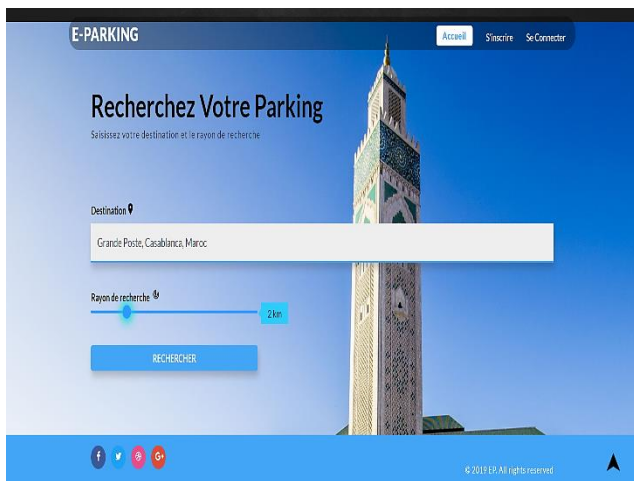 E-PARKING
Accueil S'inscrire Se Connecter
Recherchez Votre Parking
Saisissez votre destination et le rayon de recherche
Destination
Grande Poste, Casablanca, Maroc
Rayon de recherche
2 km
RECHERCHER
© 2019 EP. All rights reserved